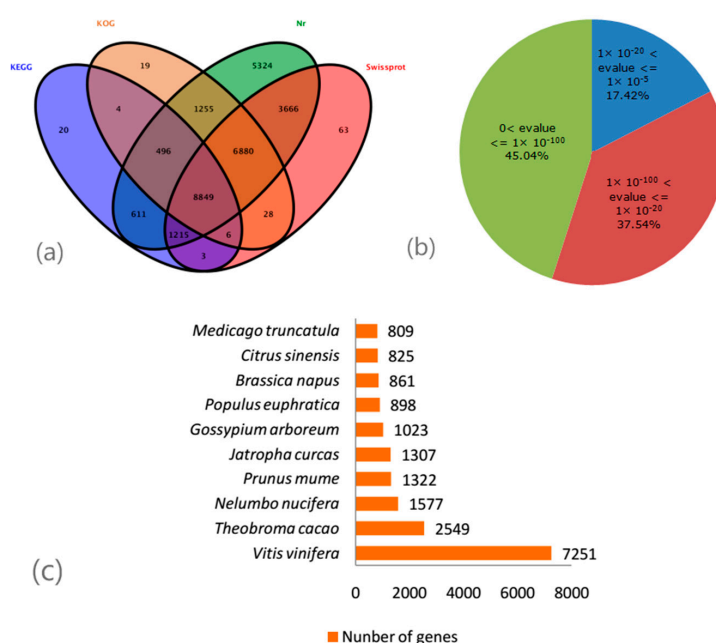 KOG
Nr
KEGG
Swissprot
19
5324
20
4
1255
3666
63
496
6880
8849
611
28
1215
6
3
(a)
1× 10-20 <
evalue <=
1× 10-5
17.42%
0< evalue
<= 1× 10-100
45.04%
1× 10-100 <
evalue <=
1× 10-20
37.54%
(b)
Medicago truncatula 809
Citrus sinensis 825
Brassica napus 861
Populus euphratica 898
Gossypium arboreum 1023
Jatropha curcas 1307
Prunus mume 1322
Nelumbo nucifera 1577
Theobroma cacao 2549
Vitis vinifera 7251
(c)
0 2000 4000 6000 8000
Nunber of genes